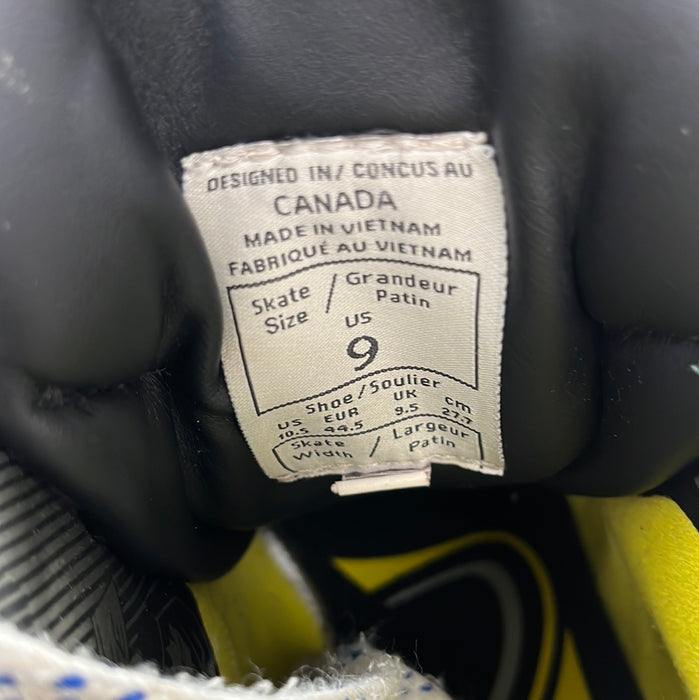 DESIGNED IN/ CONCUS AU
CANADA
MADE IN VIETNAM
FABRIQUÉ AU VIETNAM
Skate Size / Grandeur Patin
US
9
Shoe/Soulier
US EUR UK cm
10.5 44.5 9.5 27.7
Skate Width / Largeur Patin